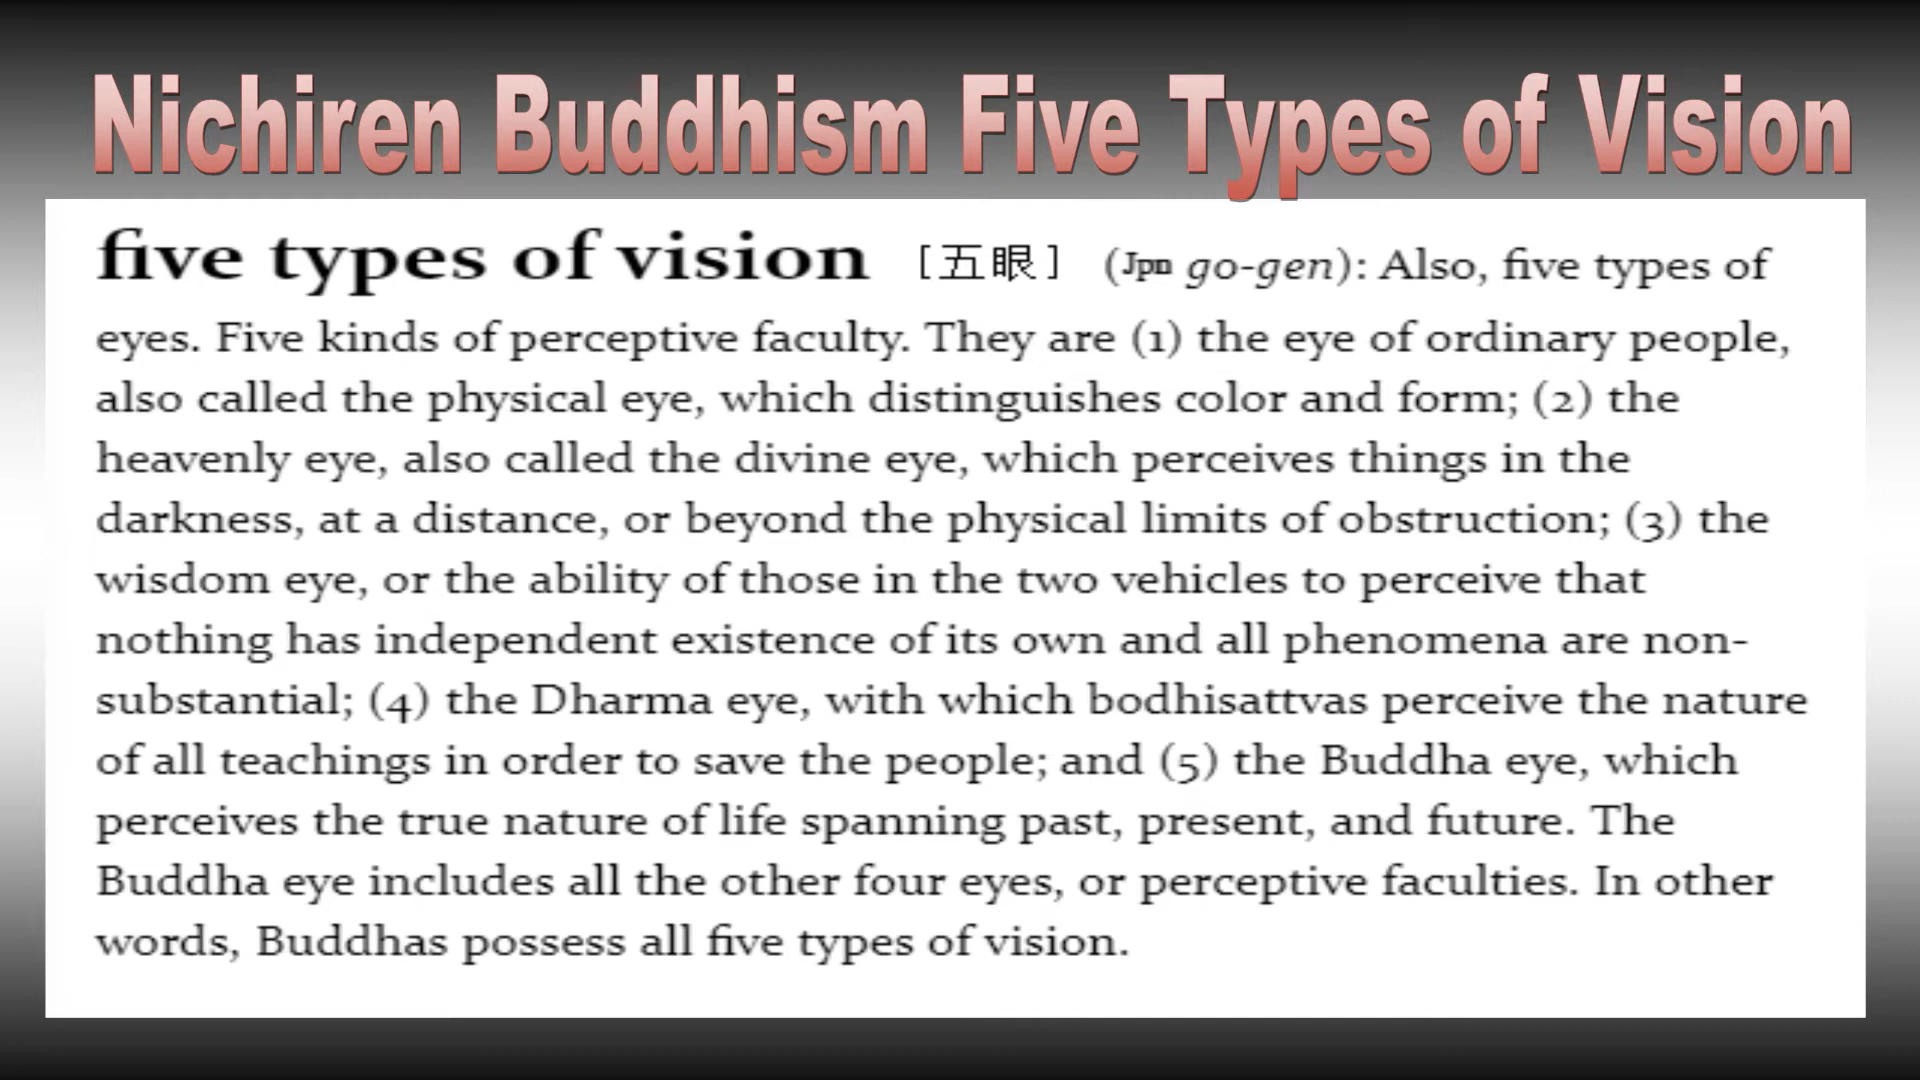 Nichiren Buddhism Five Types of Vision
five types of vision [五眼] (Jpn go-gen): Also, five types of
eyes. Five kinds of perceptive faculty. They are (1) the eye of ordinary people,
also called the physical eye, which distinguishes color and form; (2) the
heavenly eye, also called the divine eye, which perceives things in the
darkness, at a distance, or beyond the physical limits of obstruction; (3) the
wisdom eye, or the ability of those in the two vehicles to perceive that
nothing has independent existence of its own and all phenomena are non-
substantial; (4) the Dharma eye, with which bodhisattvas perceive the nature
of all teachings in order to save the people; and (5) the Buddha eye, which
perceives the true nature of life spanning past, present, and future. The
Buddha eye includes all the other four eyes, or perceptive faculties. In other
words, Buddhas possess all five types of vision.